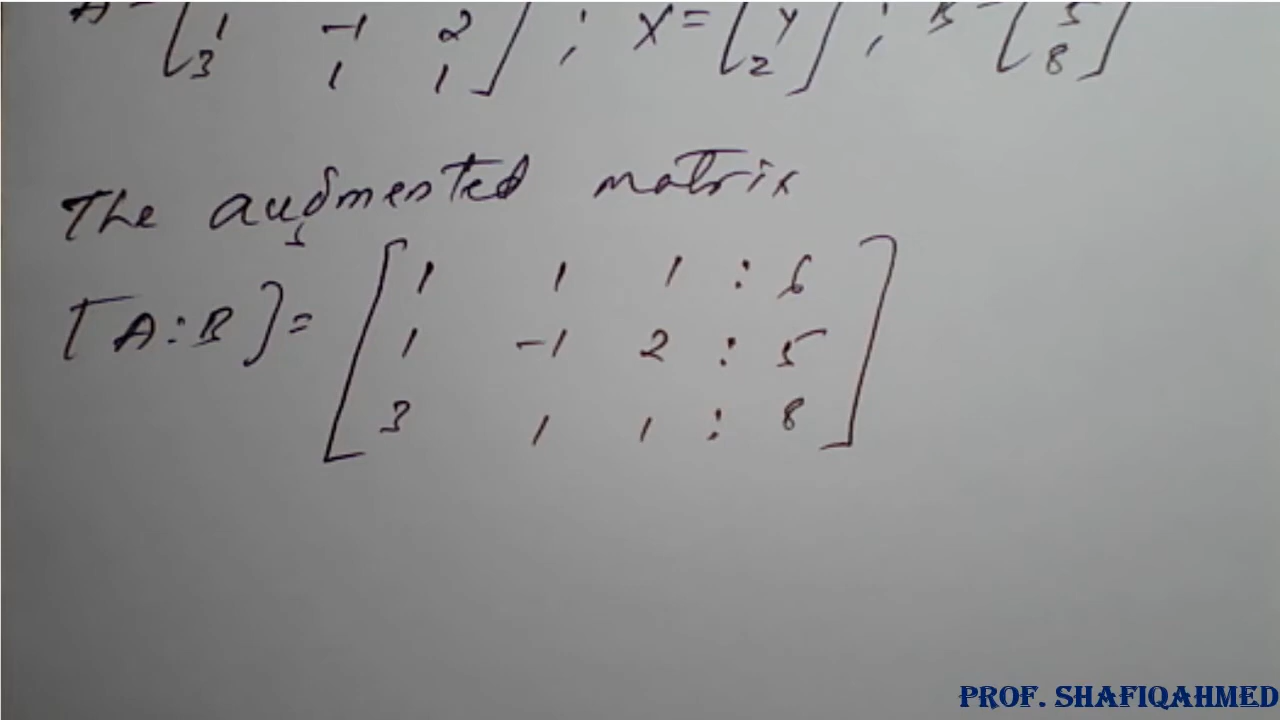 A = [ 1 -1 2 ; X = [ y ; B = [ 5
3 1 1 ] z ] 8 ]
The augmented matrix
[A:B] = [ 1 1 1 : 6
1 -1 2 : 5
3 1 1 : 8 ]
PROF. SHAFIQAHMED